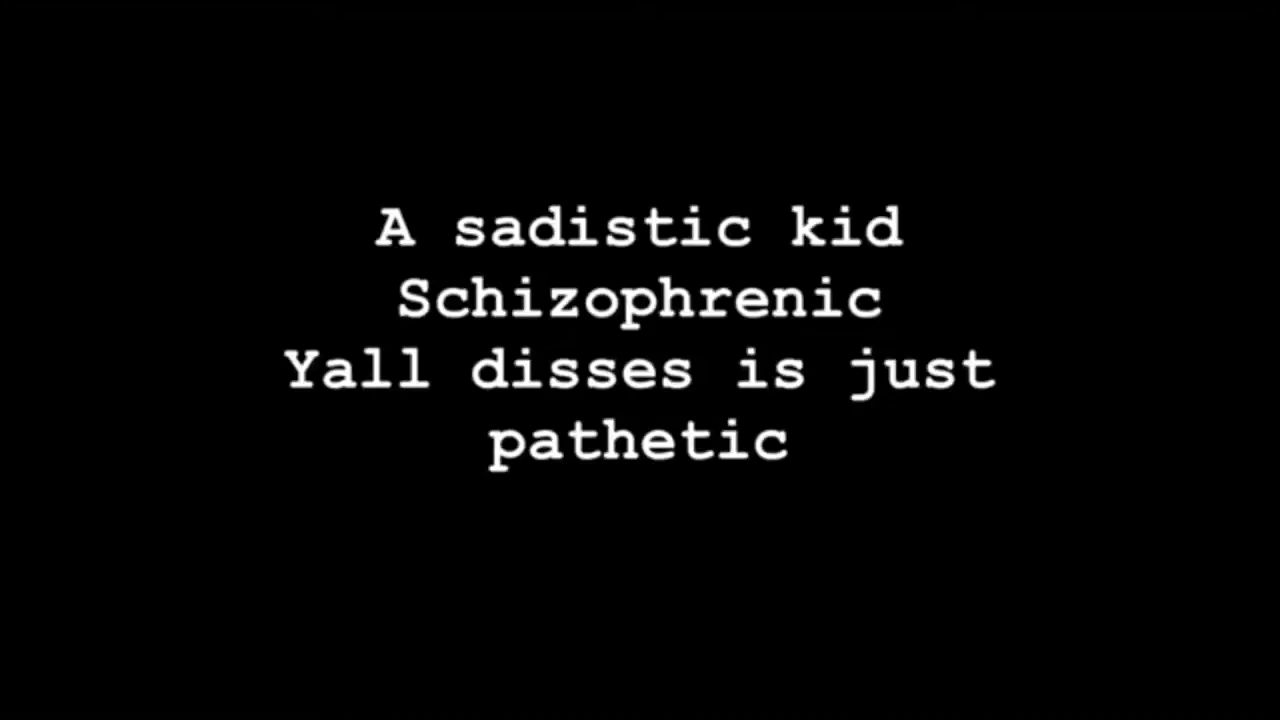 A sadistic kid
Schizophrenic
Yall disses is just
pathetic